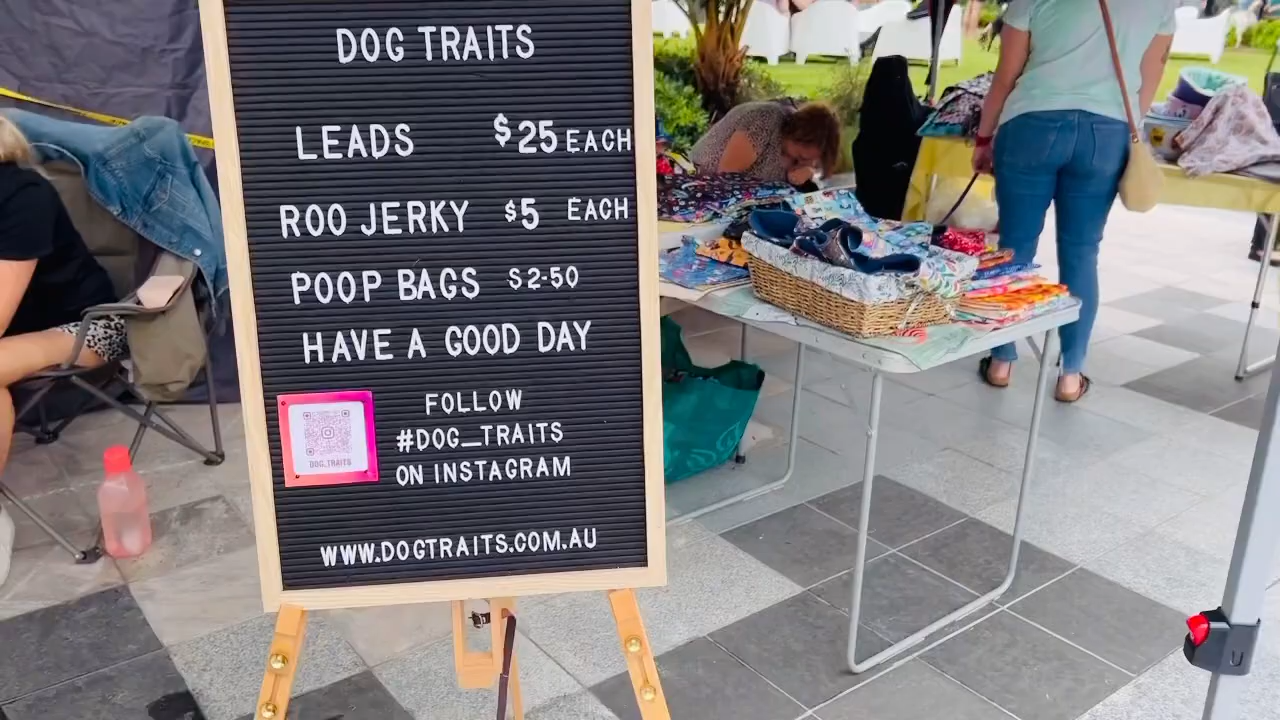 DOG TRAITS
LEADS $25 EACH
ROO JERKY $5 EACH
POOP BAGS $2-50
HAVE A GOOD DAY
FOLLOW
#DOG_TRAITS
ON INSTAGRAM
DOG_TRAITS
WWW.DOGTRAITS.COM.AU